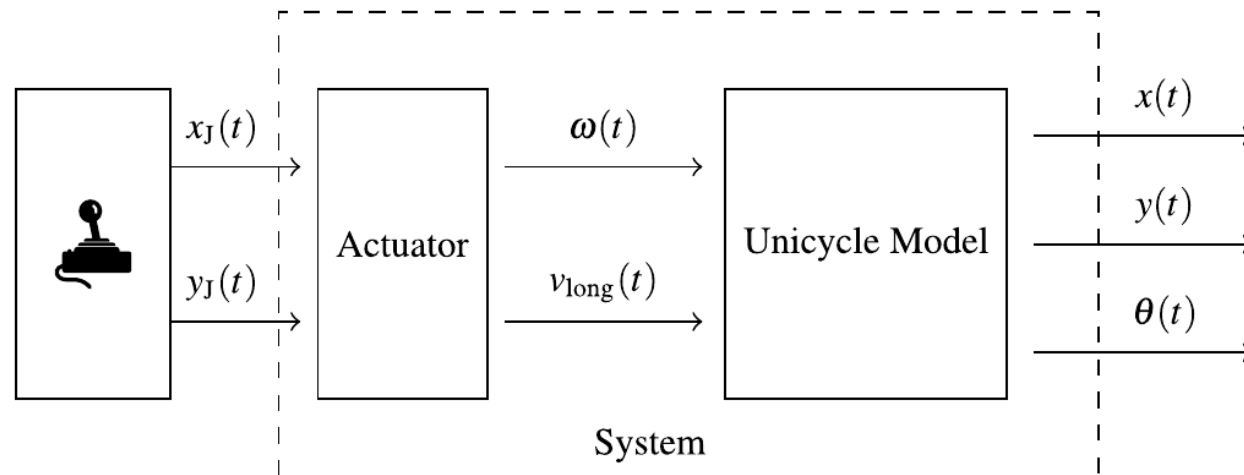 x_J(t)
ω(t)
x(t)
Actuator
Unicycle Model
y(t)
y_J(t)
v_long(t)
θ(t)
System